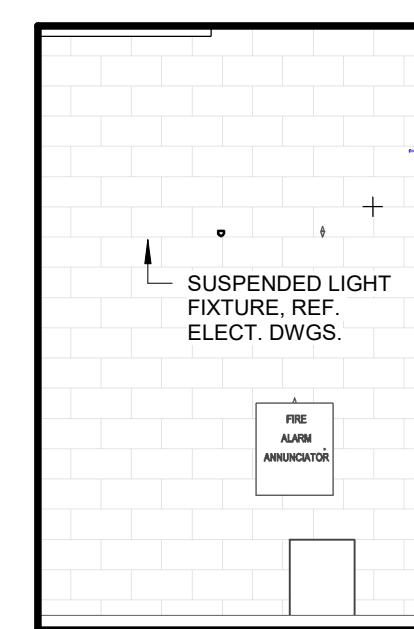 SUSPENDED LIGHT
FIXTURE, REF.
ELECT. DWGS.
FIRE
ALARM
ANNUNCIATOR